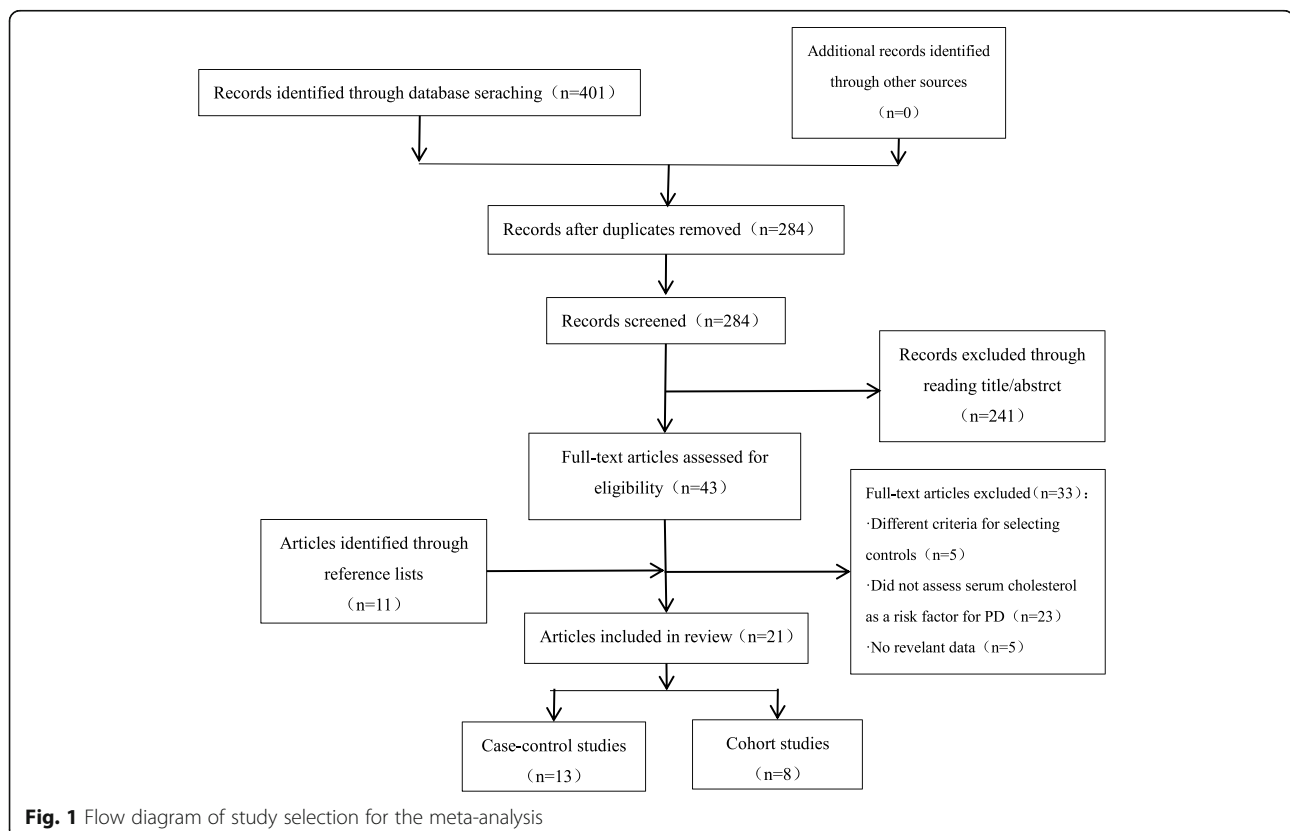 Records identified through database seraching（n=401）
Additional records identified
through other sources
（n=0）
Records after duplicates removed（n=284）
Records screened（n=284）
Records excluded through
reading title/abstrct
（n=241）
Full-text articles assessed for
eligibility（n=43）
Full-text articles excluded（n=33）：
·Different criteria for selecting
controls（n=5）
·Did not assess serum cholesterol
as a risk factor for PD（n=23）
·No revelant data（n=5）
Articles identified through
reference lists
（n=11）
Articles included in review（n=21）
Case-control studies
（n=13）
Cohort studies
（n=8）
Fig. 1 Flow diagram of study selection for the meta-analysis